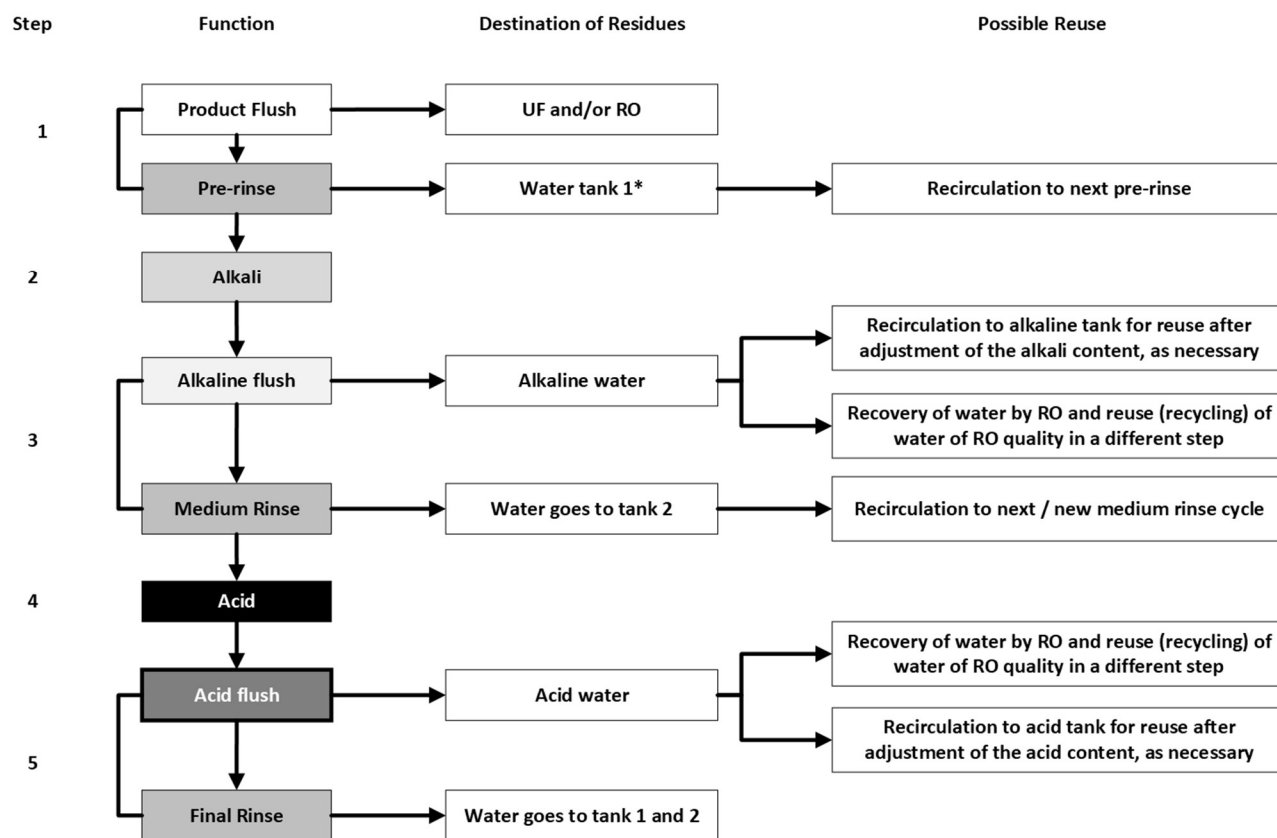 Step Function Destination of Residues Possible Reuse
1
Product Flush
UF and/or RO
Pre-rinse
Water tank 1*
Recirculation to next pre-rinse
2
Alkali
3
Alkaline flush
Alkaline water
Recirculation to alkaline tank for reuse after
adjustment of the alkali content, as necessary
Recovery of water by RO and reuse (recycling) of
water of RO quality in a different step
Medium Rinse
Water goes to tank 2
Recirculation to next / new medium rinse cycle
4
Acid
5
Acid flush
Acid water
Recovery of water by RO and reuse (recycling) of
water of RO quality in a different step
Recirculation to acid tank for reuse after
adjustment of the acid content, as necessary
Final Rinse
Water goes to tank 1 and 2